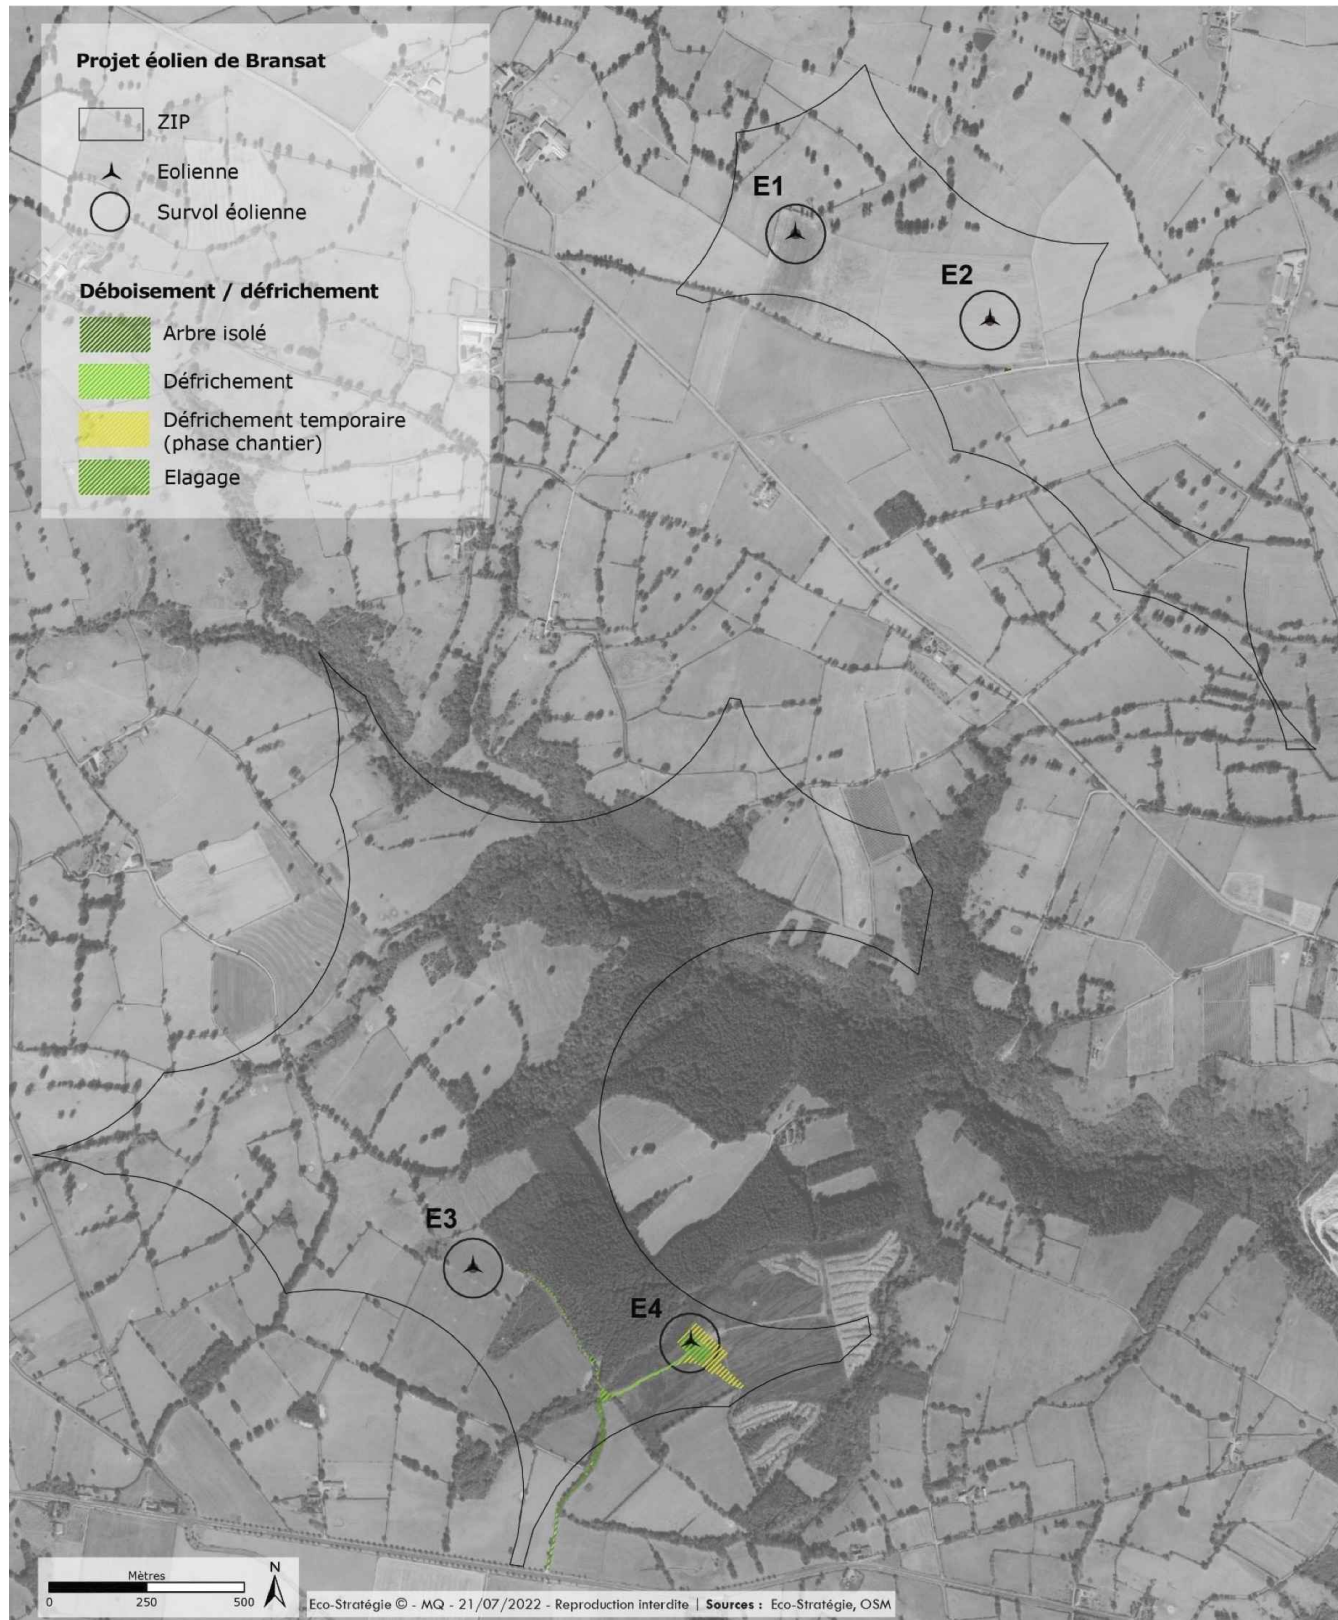 Projet éolien de Bransat
ZIP
Eolienne
Survol éolienne
Déboisement / défrichement
Arbre isolé
Défrichement
Défrichement temporaire
(phase chantier)
Elagage
E1
E2
E3
E4
Mètres
0 250 500
N
Eco-Stratégie © - MQ - 21/07/2022 - Reproduction interdite | Sources : Eco-Stratégie, OSM